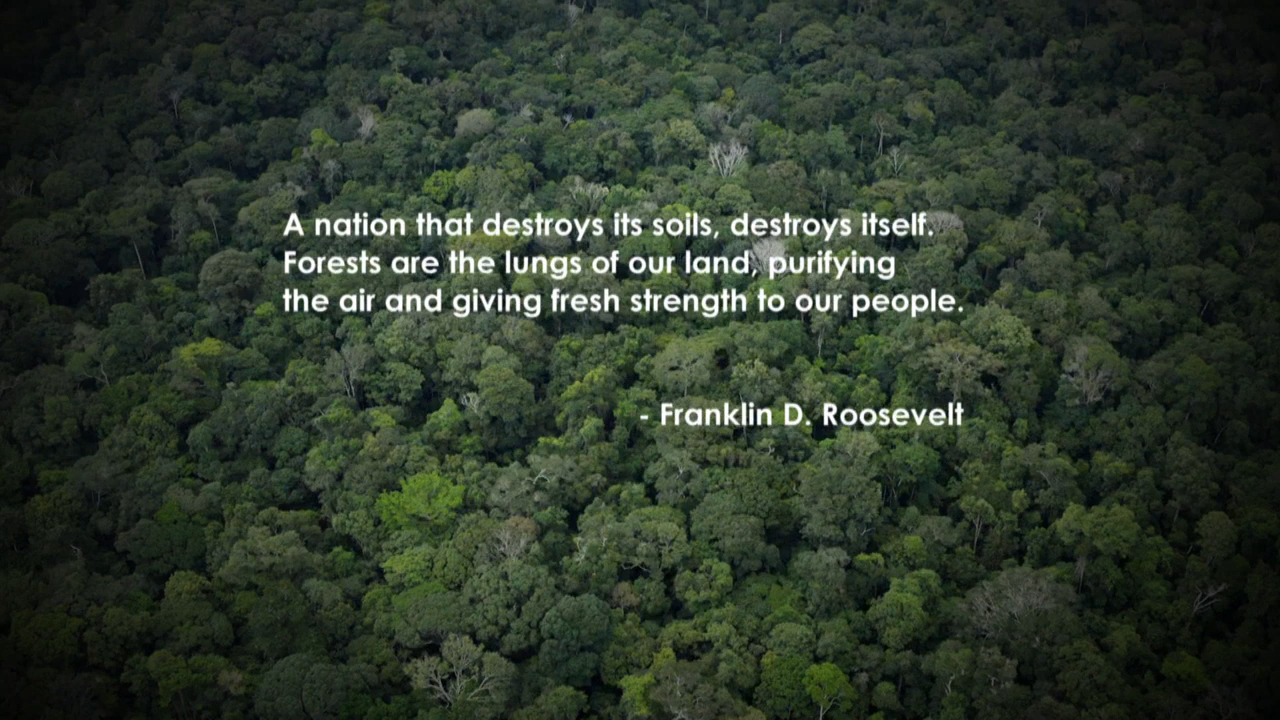 A nation that destroys its soils, destroys itself.
Forests are the lungs of our land, purifying
the air and giving fresh strength to our people.
- Franklin D. Roosevelt